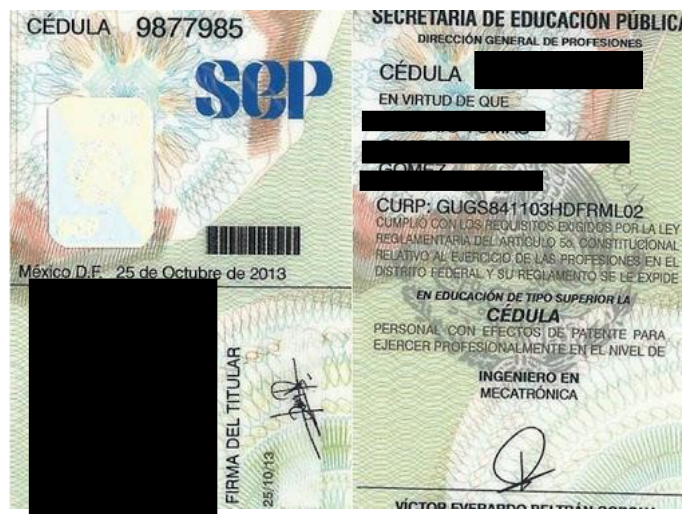 CÉDULA 9877985
SEP
México D.F. 25 de Octubre de 2013
FIRMA DEL TITULAR
25/10/13
SECRETARÍA DE EDUCACIÓN PÚBLICA
DIRECCIÓN GENERAL DE PROFESIONES
CÉDULA
EN VIRTUD DE QUE
GOMEZ
CURP: GUGS841103HDFRML02
CUMPLIÓ CON LOS REQUISITOS EXIGIDOS POR LA LEY
REGLAMENTARIA DEL ARTÍCULO 5o. CONSTITUCIONAL
RELATIVO AL EJERCICIO DE LAS PROFESIONES EN EL
DISTRITO FEDERAL Y SU REGLAMENTO SE LE EXPIDE
EN EDUCACIÓN DE TIPO SUPERIOR LA
CÉDULA
PERSONAL CON EFECTOS DE PATENTE PARA
EJERCER PROFESIONALMENTE EN EL NIVEL DE
INGENIERO EN
MECATRÓNICA
VÍCTOR EVERARDO BELTRÁN CORONA